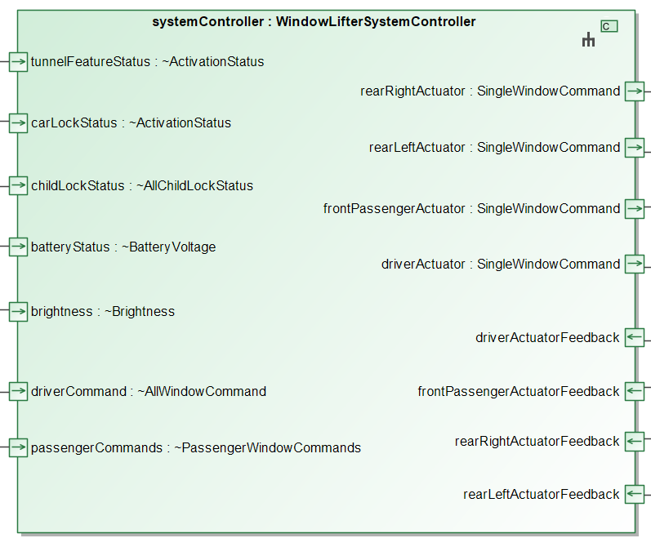 systemController : WindowLifterSystemController
C
tunnelFeatureStatus : ~ActivationStatus
rearRightActuator : SingleWindowCommand
carLockStatus : ~ActivationStatus
rearLeftActuator : SingleWindowCommand
childLockStatus : ~AllChildLockStatus
frontPassengerActuator : SingleWindowCommand
batteryStatus : ~BatteryVoltage
driverActuator : SingleWindowCommand
brightness : ~Brightness
driverActuatorFeedback
driverCommand : ~AllWindowCommand
frontPassengerActuatorFeedback
passengerCommands : ~PassengerWindowCommands
rearRightActuatorFeedback
rearLeftActuatorFeedback